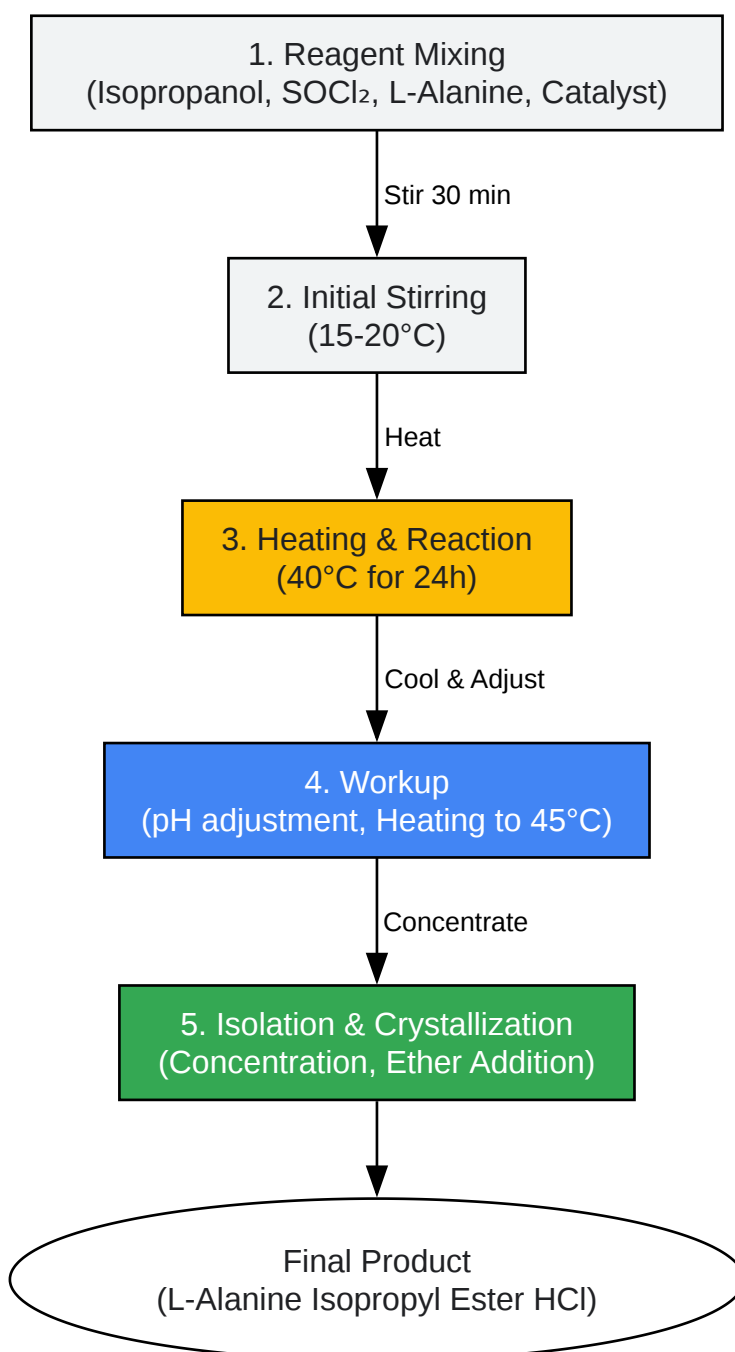 1. Reagent Mixing
(Isopropanol, SOCl₂, L-Alanine, Catalyst)
Stir 30 min
2. Initial Stirring
(15-20°C)
Heat
3. Heating & Reaction
(40°C for 24h)
Cool & Adjust
4. Workup
(pH adjustment, Heating to 45°C)
Concentrate
5. Isolation & Crystallization
(Concentration, Ether Addition)
Final Product
(L-Alanine Isopropyl Ester HCl)